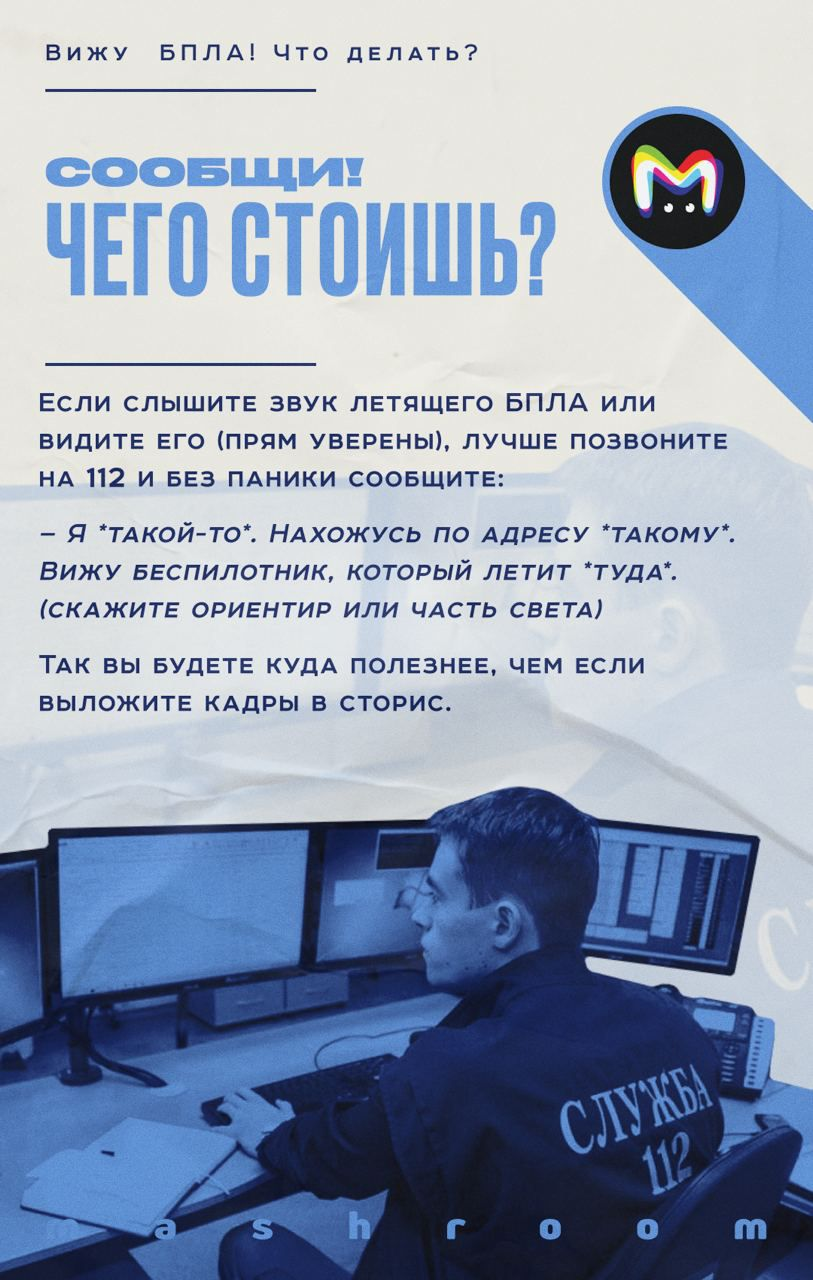 Вижу БПЛА! Что делать?
СООБЩИ!
ЧЕГО СТОИШЬ?
Если слышите звук летящего БПЛА или
видите его (прям уверены), лучше позвоните
на 112 и без паники сообщите:
– Я *такой-то*. Нахожусь по адресу *такому*.
Вижу беспилотник, который летит *туда*.
(скажите ориентир или часть света)
Так вы будете куда полезнее, чем если
выложите кадры в сторис.
СЛУЖБА
112
mashroom